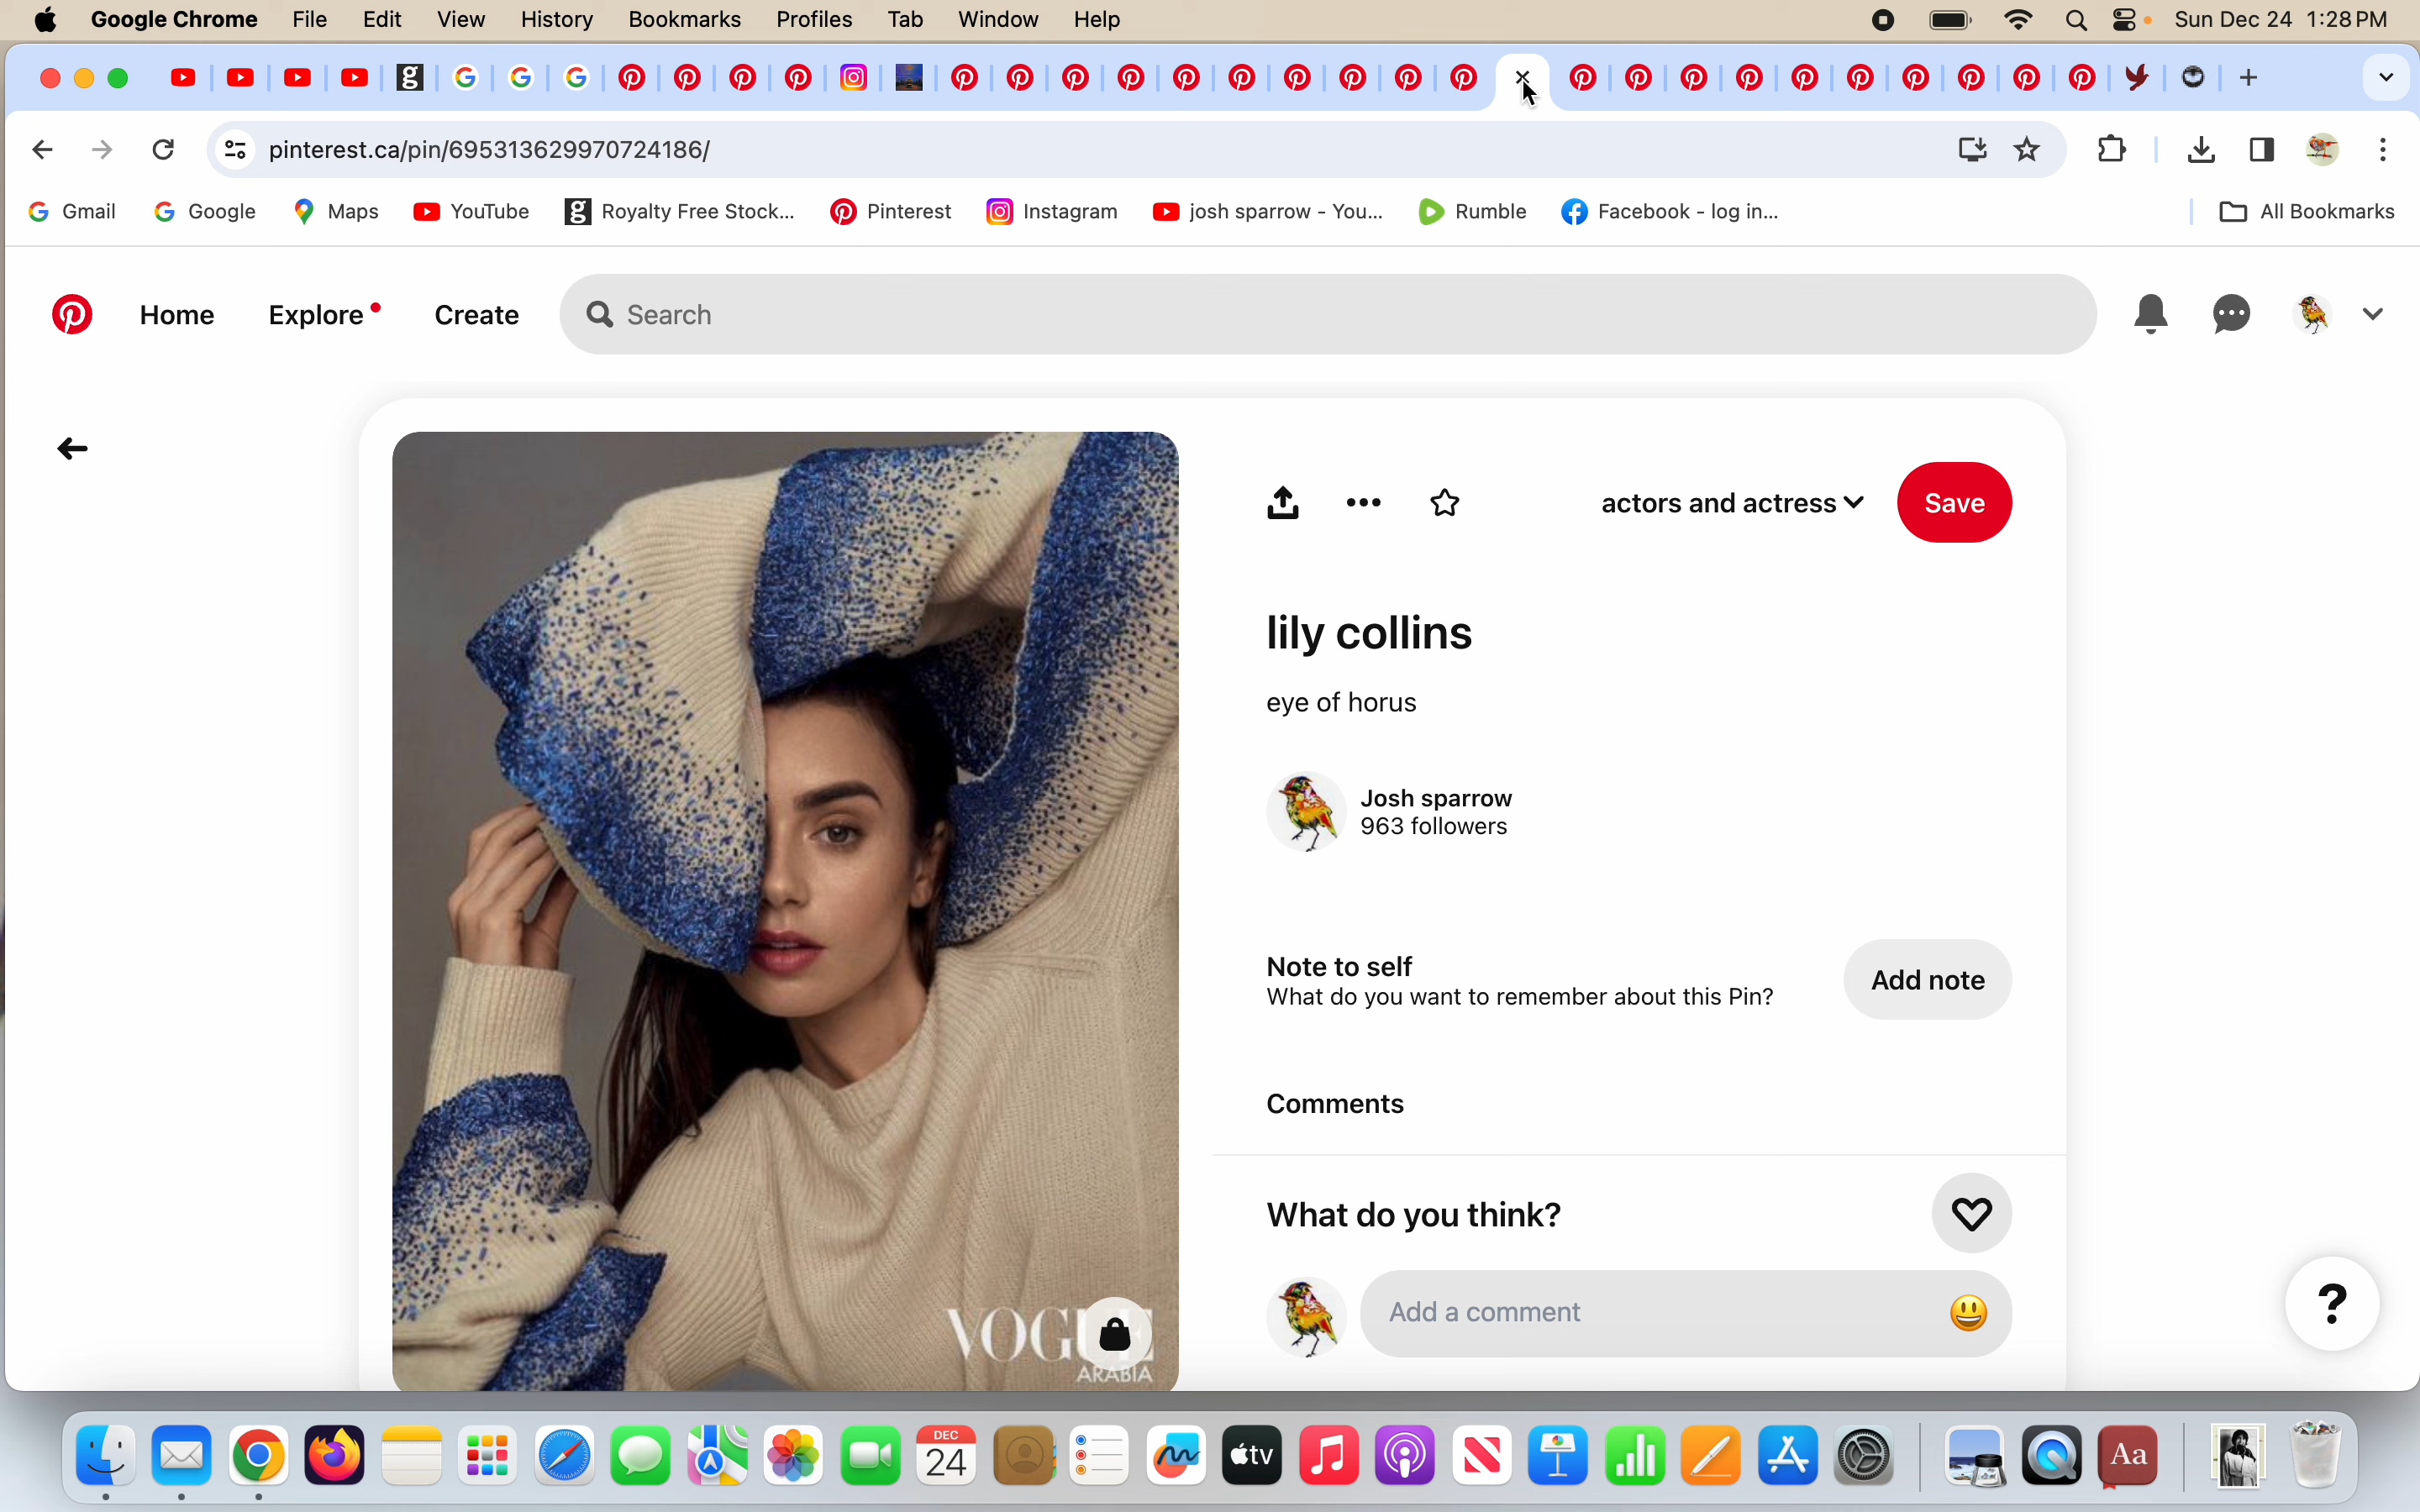 Google Chrome File Edit View History Bookmarks Profiles Tab Window Help Sun Dec 24 1:28 PM
pinterest.ca/pin/695313629970724186/
Gmail Google Maps YouTube Royalty Free Stock... Pinterest Instagram josh sparrow - You... Rumble Facebook - log in... All Bookmarks
Home Explore Create Search
actors and actress Save
lily collins
eye of horus
Josh sparrow
963 followers
Note to self
What do you want to remember about this Pin?
Add note
Comments
What do you think?
Add a comment
VOGUE
ARABIA
?
DEC
24
tv
Aa